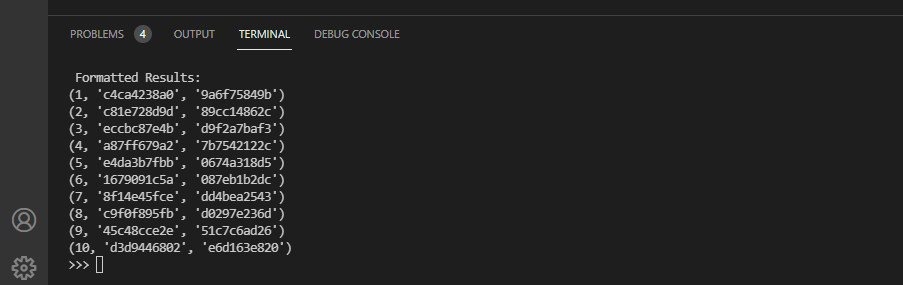 PROBLEMS 4 OUTPUT TERMINAL DEBUG CONSOLE
Formatted Results:
(1, 'c4ca4238a0', '9a6f75849b')
(2, 'c81e728d9d', '89cc14862c')
(3, 'eccbc87e4b', 'd9f2a7baf3')
(4, 'a87ff679a2', '7b7542122c')
(5, 'e4da3b7fbb', '0674a318d5')
(6, '1679091c5a', '087eb1b2dc')
(7, '8f14e45fce', 'dd4bea2543')
(8, 'c9f0f895fb', 'd0297e236d')
(9, '45c48cce2e', '51c7c6ad26')
(10, 'd3d9446802', 'e6d163e820')
>>>